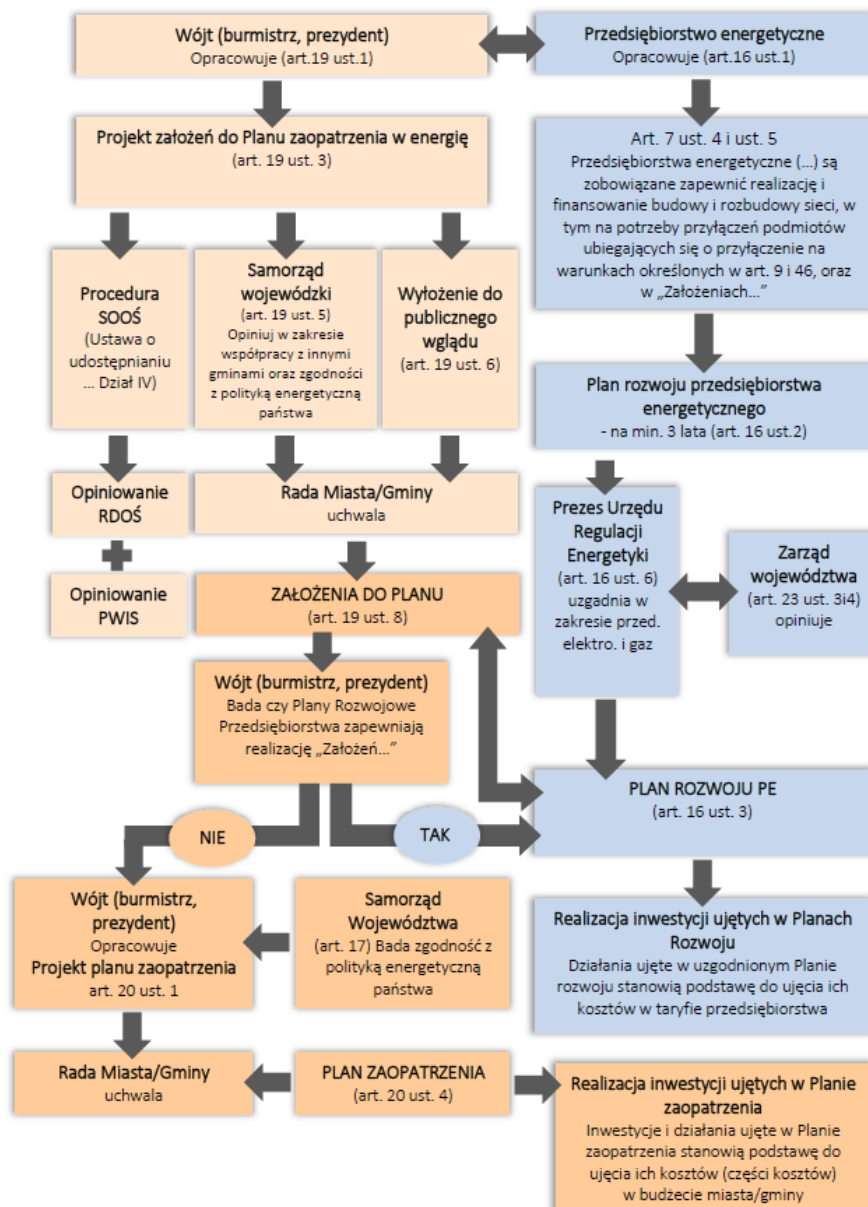 Wójt (burmistrz, prezydent)
Opracowuje (art.19 ust.1)
Przedsiębiorstwo energetyczne
Opracowuje (art.16 ust.1)
Projekt założeń do Planu zaopatrzenia w energię
(art. 19 ust. 3)
Art. 7 ust. 4 i ust. 5
Przedsiębiorstwa energetyczne (...) są
zobowiązane zapewnić realizację i
finansowanie budowy i rozbudowy sieci, w
tym na potrzeby przyłączeń podmiotów
ubiegających się o przyłączenie na
warunkach określonych w art. 9 i 46, oraz
w „Założeniach...”
Procedura
SOOŚ
(Ustawa o
udostępnianiu
... Dział IV)
Samorząd
wojewódzki
(art. 19 ust. 5)
Opiniuj w zakresie
współpracy z innymi
gminami oraz zgodności
z polityką energetyczną
państwa
Wyłożenie do
publicznego
wglądu
(art. 19 ust. 6)
Plan rozwoju przedsiębiorstwa
energetycznego
- na min. 3 lata (art. 16 ust.2)
Opiniowanie
RDOŚ
Rada Miasta/Gminy
uchwala
Prezes Urzędu
Regulacji
Energetyki
(art. 16 ust. 6)
uzgadnia w
zakresie przed.
elektro. i gaz
Zarząd
województwa
(art. 23 ust. 3i4)
opiniuje
Opiniowanie
PWIS
ZAŁOŻENIA DO PLANU
(art. 19 ust. 8)
Wójt (burmistrz, prezydent)
Bada czy Plany Rozwojowe
Przedsiębiorstwa zapewniają
realizację „Założeń...”
PLAN ROZWOJU PE
(art. 16 ust. 3)
NIE
TAK
Wójt (burmistrz,
prezydent)
Opracowuje
Projekt planu zaopatrzenia
art. 20 ust. 1
Samorząd
Województwa
(art. 17) Bada zgodność z
polityką energetyczną
państwa
Realizacja inwestycji ujętych w Planach
Rozwoju
Działania ujęte w uzgodnionym Planie
rozwoju stanowią podstawę do ujęcia ich
kosztów w taryfie przedsiębiorstwa
Rada Miasta/Gminy
uchwala
PLAN ZAOPATRZENIA
(art. 20 ust. 4)
Realizacja inwestycji ujętych w Planie
zaopatrzenia
Inwestycje i działania ujęte w Planie
zaopatrzenia stanowią podstawę do
ujęcia ich kosztów (części kosztów)
w budżecie miasta/gminy